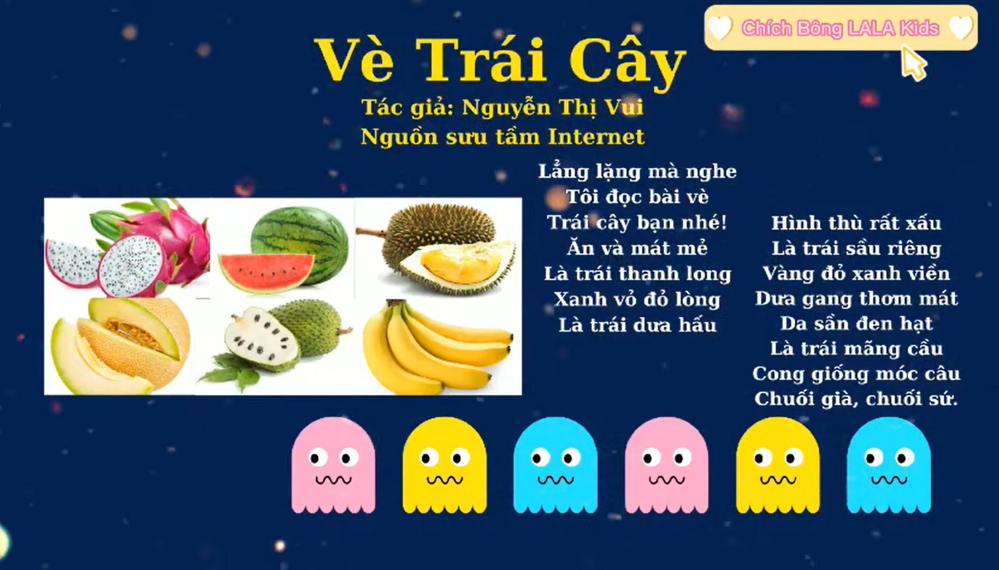 Chích Bông LALA Kids
Vè Trái Cây
Tác giả: Nguyễn Thị Vui
Nguồn sưu tầm Internet
Lẳng lặng mà nghe
Tôi đọc bài vè
Trái cây bạn nhé!
Ăn và mát mẻ
Là trái thanh long
Xanh vỏ đỏ lòng
Là trái dưa hấu
Hình thù rất xấu
Là trái sầu riêng
Vàng đỏ xanh viền
Dưa gang thơm mát
Da sần đen hạt
Là trái mãng cầu
Cong giống móc câu
Chuối già, chuối sứ.